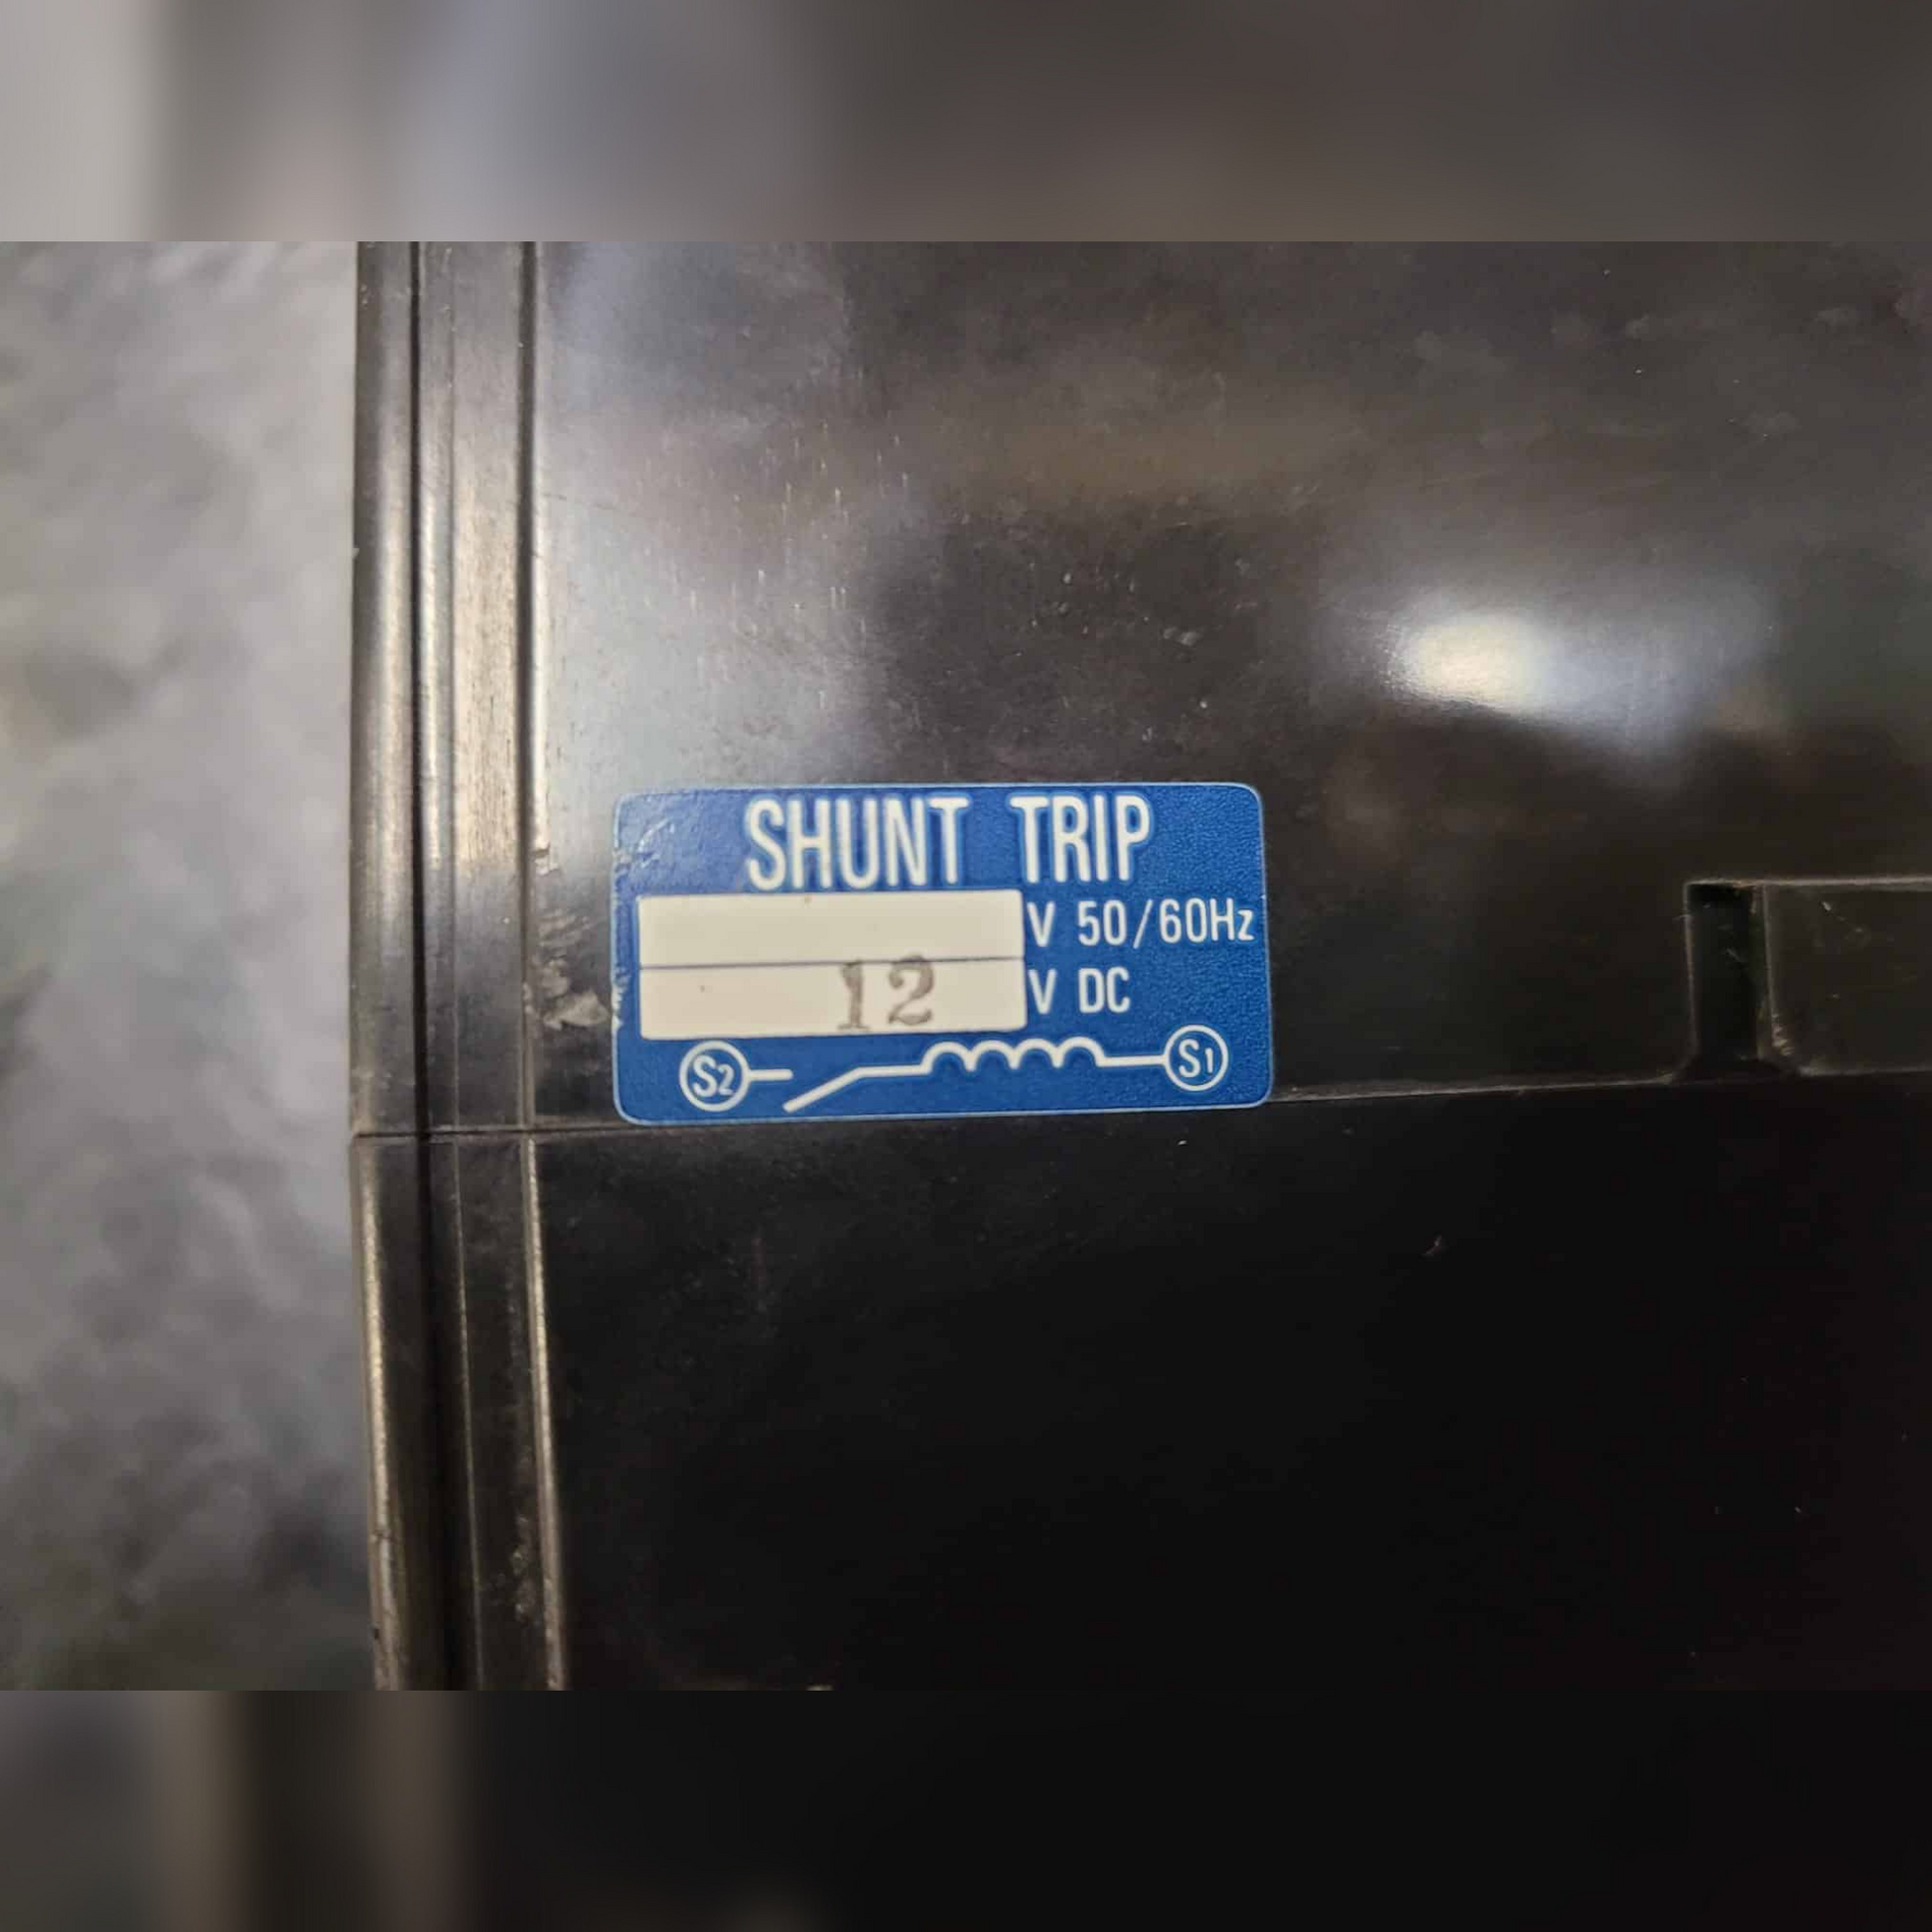 SHUNT TRIP
V 50/60Hz
12 V DC
S2 S1